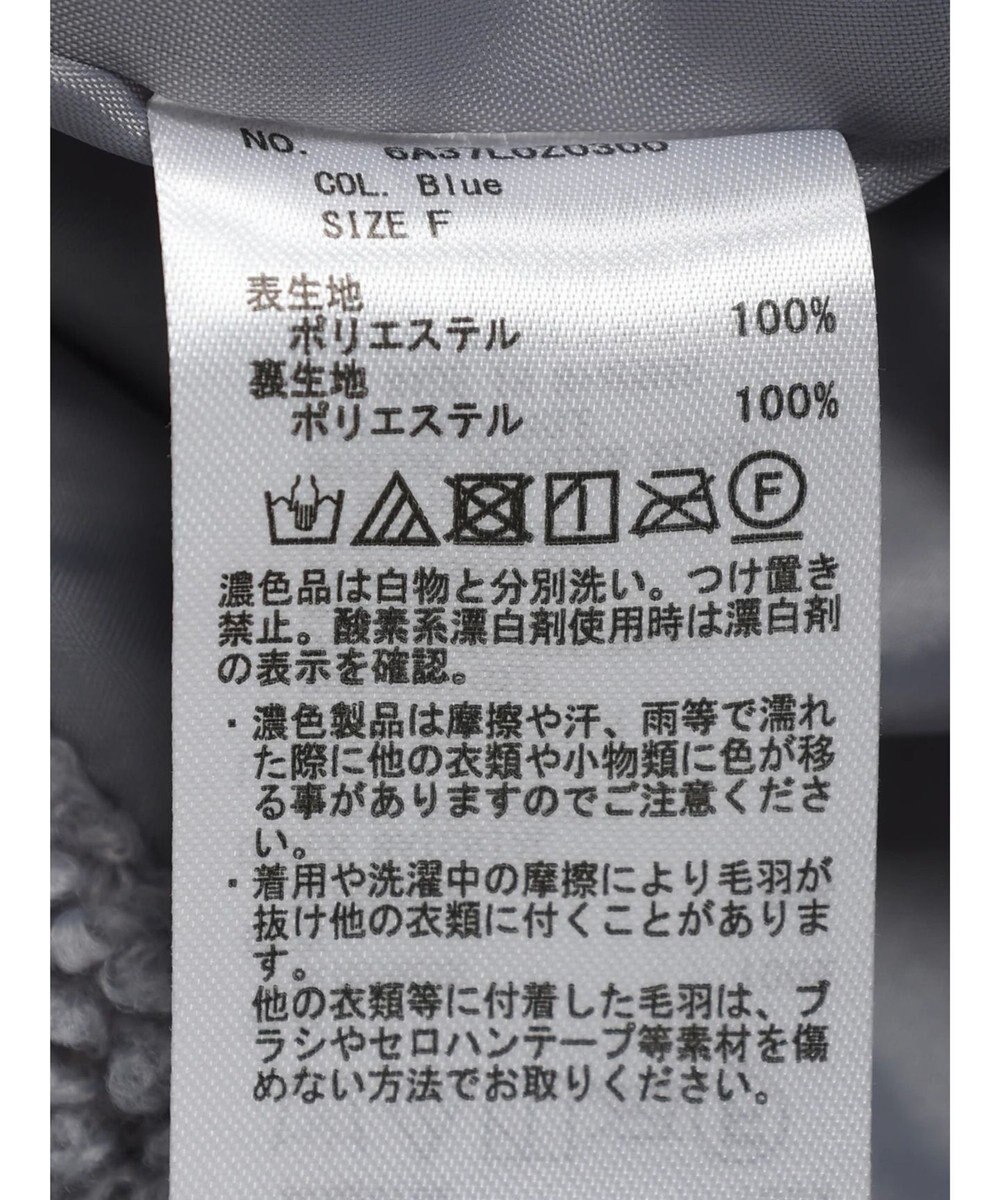 NO. 6A37L020300
COL. Blue
SIZE F
表生地
ポリエステル 100%
裏生地
ポリエステル 100%
F
濃色品は白物と分別洗い。つけ置き
禁止。酸素系漂白剤使用時は漂白剤
の表示を確認。
・濃色製品は摩擦や汗、雨等で濡れ
た際に他の衣類や小物類に色が移
る事がありますのでご注意くださ
い。
・着用や洗濯中の摩擦により毛羽が
抜け他の衣類に付くことがありま
す。
他の衣類等に付着した毛羽は、ブ
ラシやセロハンテープ等素材を傷
めない方法でお取りください。